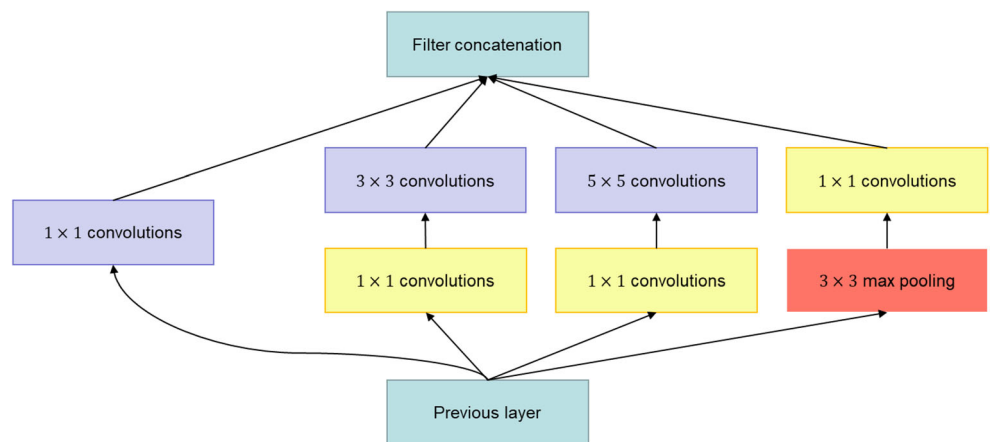 Filter concatenation
3 × 3 convolutions
5 × 5 convolutions
1 × 1 convolutions
1 × 1 convolutions
1 × 1 convolutions
1 × 1 convolutions
3 × 3 max pooling
Previous layer